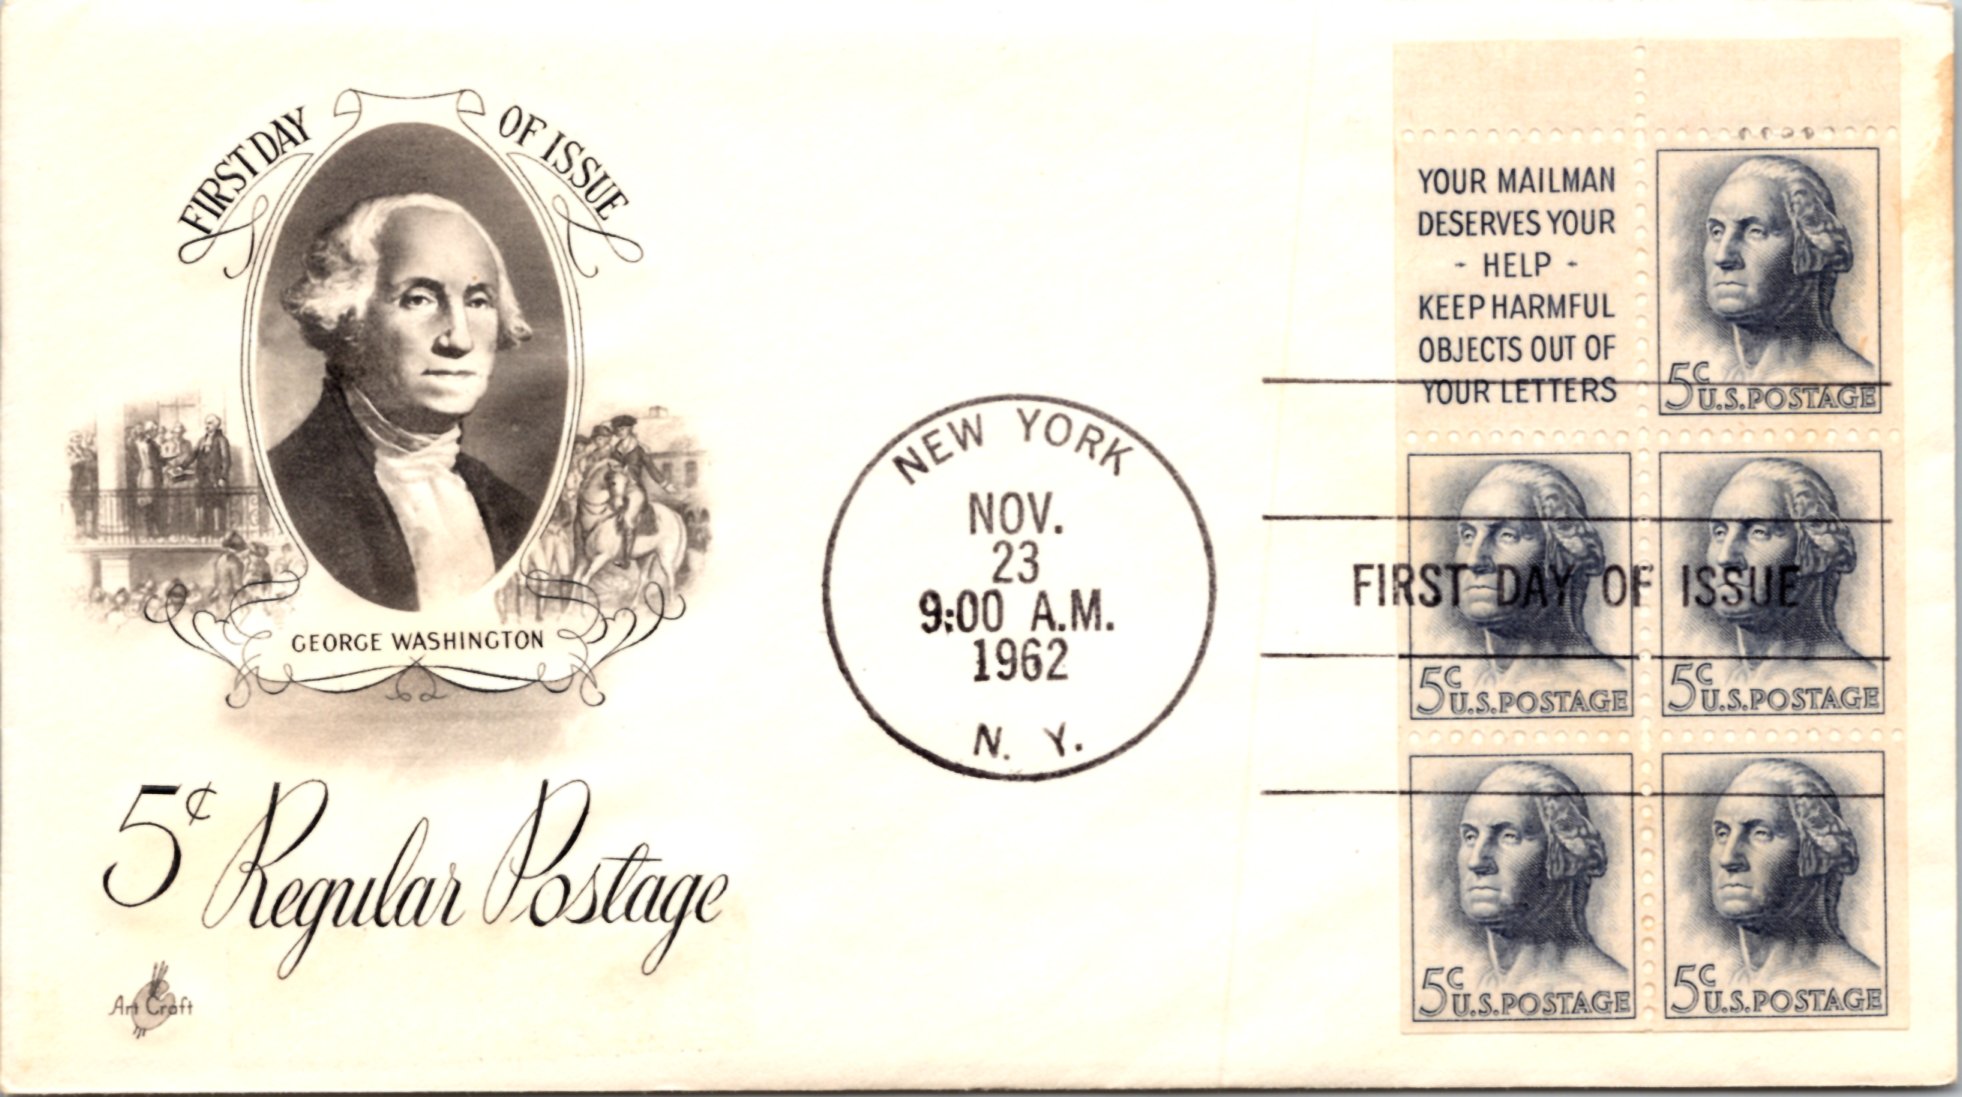 FIRST DAY OF ISSUE
GEORGE WASHINGTON
62
5¢ Regular Postage
Art Craft
NEW YORK
NOV.
23
9:00 A.M.
1962
N. Y.
YOUR MAILMAN
DESERVES YOUR
- HELP -
KEEP HARMFUL
OBJECTS OUT OF
YOUR LETTERS
5c U.S.POSTAGE
FIRST DAY OF ISSUE
5c U.S.POSTAGE
5c U.S.POSTAGE
5c U.S.POSTAGE
5c U.S.POSTAGE